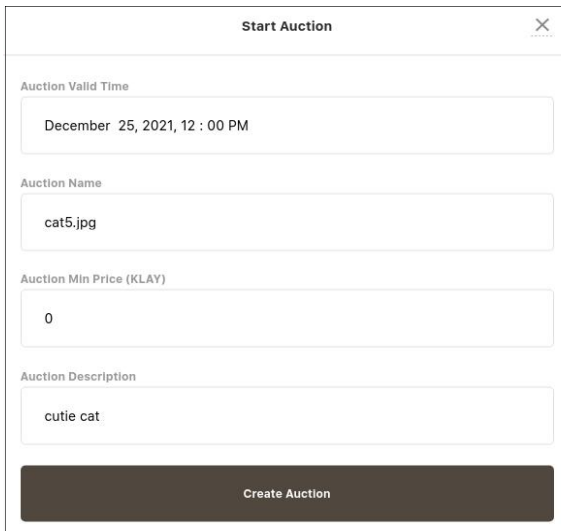 Start Auction
Auction Valid Time
December 25, 2021, 12 : 00 PM
Auction Name
cat5.jpg
Auction Min Price (KLAY)
0
Auction Description
cutie cat
Create Auction